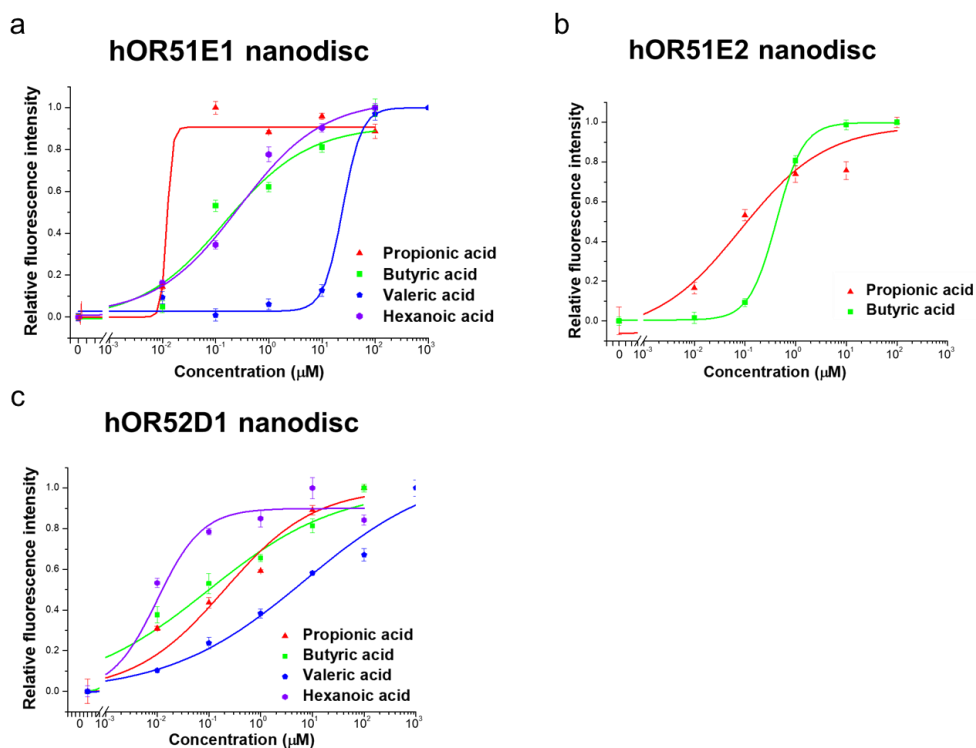 a
hOR51E1 nanodisc
Relative fluorescence intensity
1.0
0.8
0.6
0.4
0.2
0.0
Propionic acid
Butyric acid
Valeric acid
Hexanoic acid
0 10⁻³ 10⁻² 10⁻¹ 10⁰ 10¹ 10² 10³
Concentration (μM)
b
hOR51E2 nanodisc
Relative fluorescence intensity
1.0
0.8
0.6
0.4
0.2
0.0
Propionic acid
Butyric acid
0 10⁻³ 10⁻² 10⁻¹ 10⁰ 10¹ 10² 10³
Concentration (μM)
c
hOR52D1 nanodisc
Relative fluorescence intensity
1.0
0.8
0.6
0.4
0.2
0.0
Propionic acid
Butyric acid
Valeric acid
Hexanoic acid
0 10⁻³ 10⁻² 10⁻¹ 10⁰ 10¹ 10² 10³
Concentration (μM)